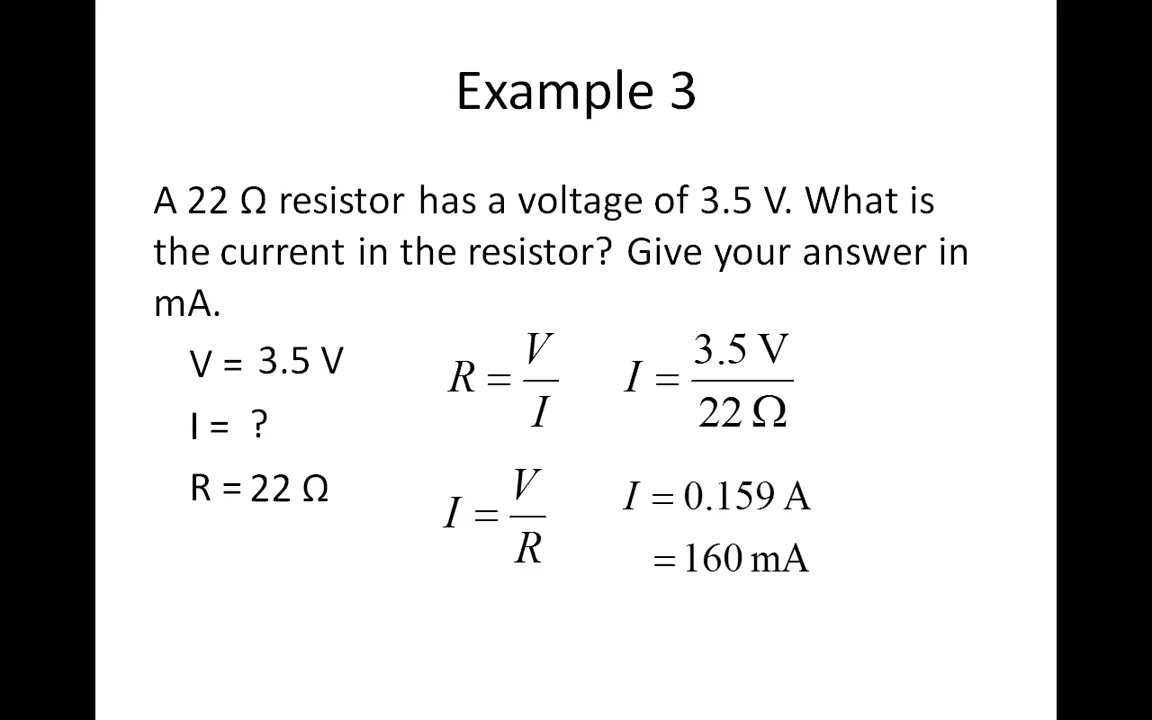 Example 3
A 22 Ω resistor has a voltage of 3.5 V. What is
the current in the resistor? Give your answer in
mA.
V = 3.5 V
I = ?
R = 22 Ω
R = V/I
I = V/R
I = 3.5 V/22 Ω
I = 0.159 A
= 160 mA